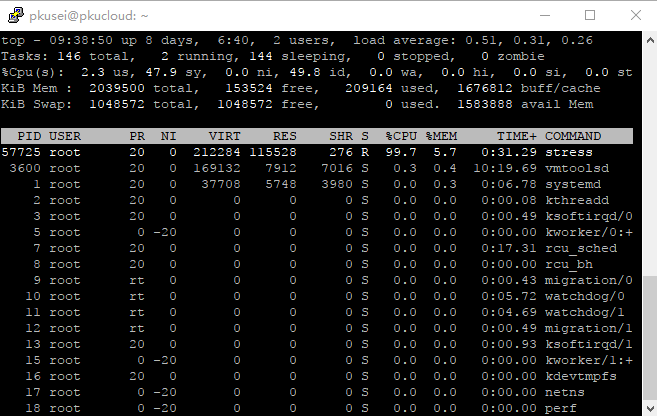 pkusei@pkucloud: ~
top - 09:38:50 up 8 days,  6:40,  2 users,  load average: 0.51, 0.31, 0.26
Tasks: 146 total,   2 running, 144 sleeping,   0 stopped,   0 zombie
%Cpu(s):  2.3 us, 47.9 sy,  0.0 ni, 49.8 id,  0.0 wa,  0.0 hi,  0.0 si,  0.0 st
KiB Mem :  2039500 total,   153524 free,   209164 used,  1676812 buff/cache
KiB Swap:  1048572 total,  1048572 free,        0 used.  1583888 avail Mem
PID USER      PR  NI    VIRT    RES    SHR S  %CPU %MEM     TIME+ COMMAND
57725 root      20   0  212284 115528    276 R  99.7  5.7   0:31.29 stress
3600 root      20   0  169132   7912   7016 S   0.3  0.4  10:19.69 vmtoolsd
1 root      20   0   37708   5748   3980 S   0.0  0.3   0:06.78 systemd
2 root      20   0       0      0      0 S   0.0  0.0   0:00.08 kthreadd
3 root      20   0       0      0      0 S   0.0  0.0   0:00.49 ksoftirqd/0
5 root       0 -20       0      0      0 S   0.0  0.0   0:00.00 kworker/0:+
7 root      20   0       0      0      0 S   0.0  0.0   0:17.31 rcu_sched
8 root      20   0       0      0      0 S   0.0  0.0   0:00.00 rcu_bh
9 root      rt   0       0      0      0 S   0.0  0.0   0:00.43 migration/0
10 root      rt   0       0      0      0 S   0.0  0.0   0:05.72 watchdog/0
11 root      rt   0       0      0      0 S   0.0  0.0   0:04.69 watchdog/1
12 root      rt   0       0      0      0 S   0.0  0.0   0:00.49 migration/1
13 root      20   0       0      0      0 S   0.0  0.0   0:00.93 ksoftirqd/1
15 root       0 -20       0      0      0 S   0.0  0.0   0:00.00 kworker/1:+
16 root      20   0       0      0      0 S   0.0  0.0   0:00.00 kdevtmpfs
17 root       0 -20       0      0      0 S   0.0  0.0   0:00.00 netns
18 root       0 -20       0      0      0 S   0.0  0.0   0:00.00 perf